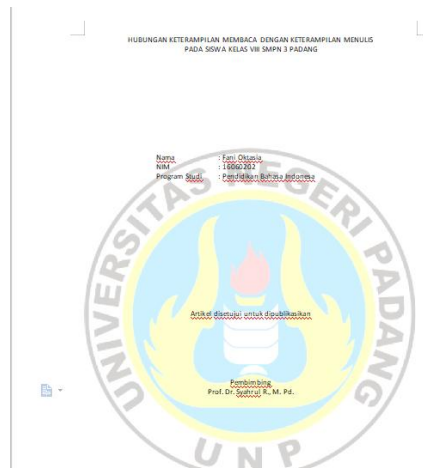 HUBUNGAN KETERAMPILAN MEMBACA DENGAN KETERAMPILAN MENULIS
PADA SISWA KELAS VIII SMPN 3 PADANG
Nama : Fani Oktasia
NIM : 16060202
Program Studi : Pendidikan Bahasa Indonesa
UNIVERSITAS NEGERI PADANG
Artikel disetujui untuk dipublikasikan
Pembimbing
Prof. Dr. Syahrul R., M. Pd.
UNP